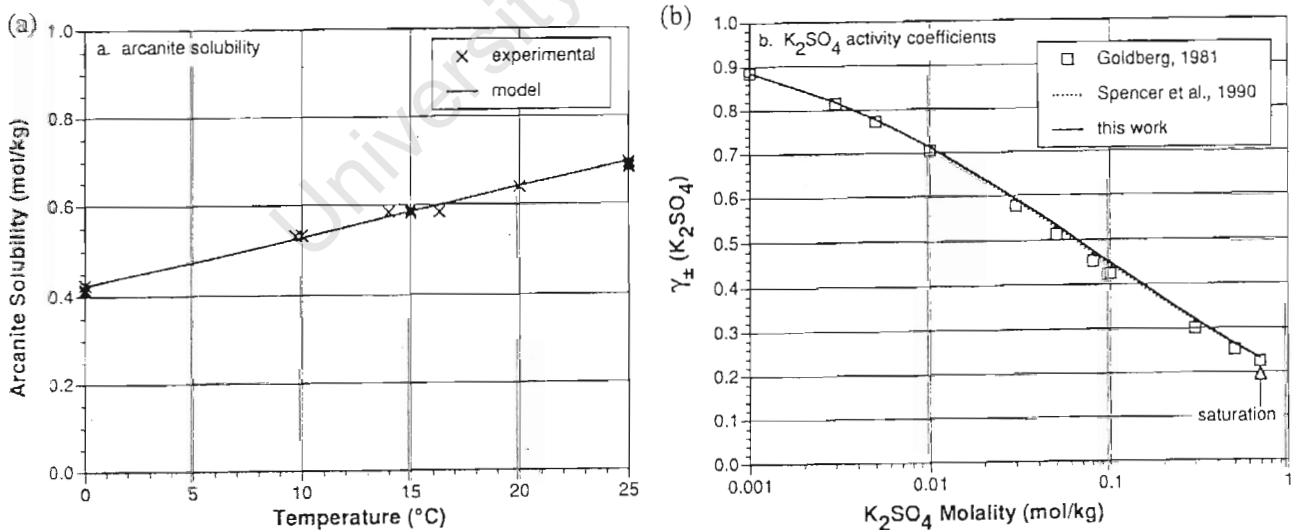 (a)
a. arcanite solubility
× experimental
model
1.0
0.8
0.6
0.4
0.2
0.0
Arcanite Solubility (mol/kg)
0
5
10
15
20
25
Temperature (°C)
University
(b)
b. K2SO4 activity coefficients
Goldberg, 1981
Spencer et al., 1990
this work
1.0
0.9
0.8
0.7
0.6
0.5
0.4
0.3
0.2
0.1
0.0
γ± (K2SO4)
saturation
0.001
0.01
0.1
1
K2SO4 Molality (mol/kg)